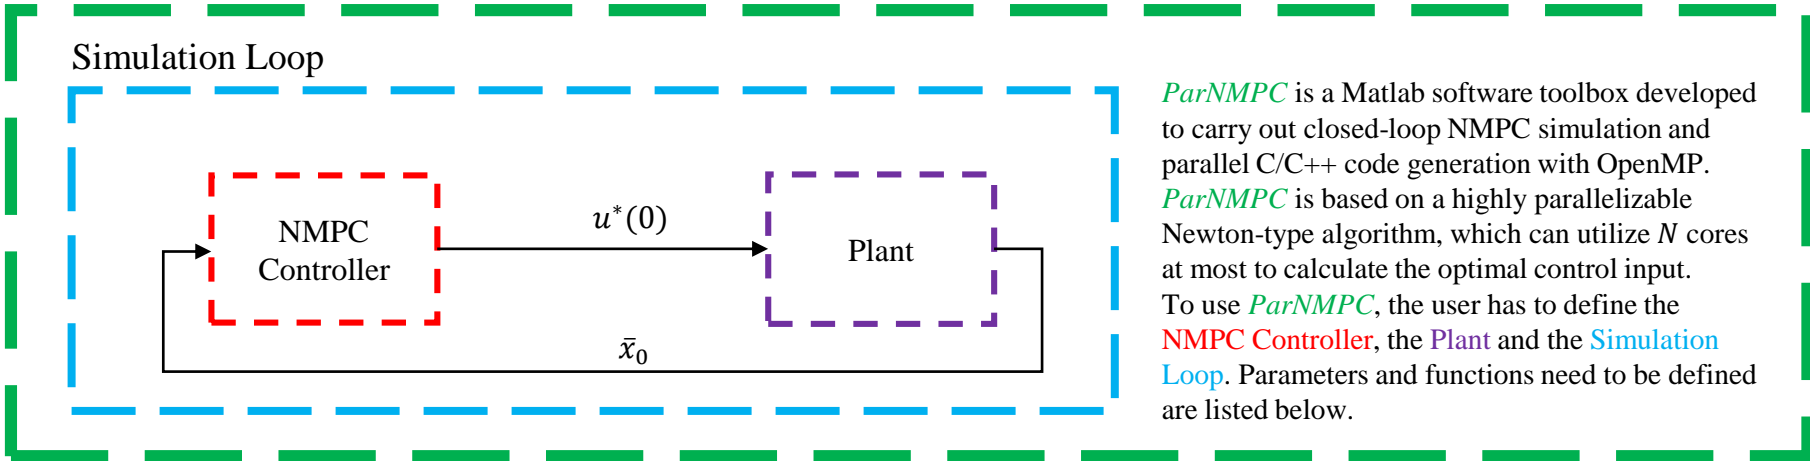 Simulation Loop
NMPC
Controller
u*(0)
Plant
x̄₀
ParNMPC is a Matlab software toolbox developed
to carry out closed-loop NMPC simulation and
parallel C/C++ code generation with OpenMP.
ParNMPC is based on a highly parallelizable
Newton-type algorithm, which can utilize N cores
at most to calculate the optimal control input.
To use ParNMPC, the user has to define the
NMPC Controller, the Plant and the Simulation
Loop. Parameters and functions need to be defined
are listed below.